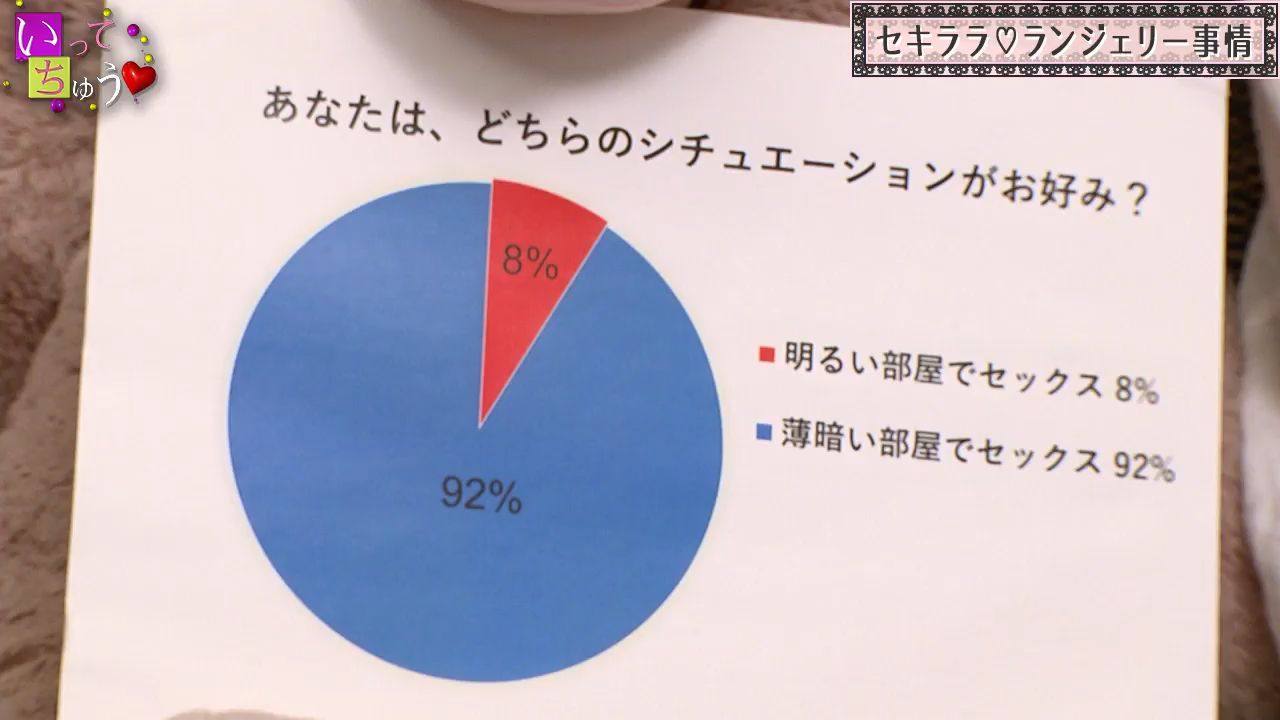 いって
ちゅう
セキララ♡ランジェリー事情
あなたは、どちらのシチュエーションがお好み？
8%
92%
明るい部屋でセックス 8%
薄暗い部屋でセックス 92%